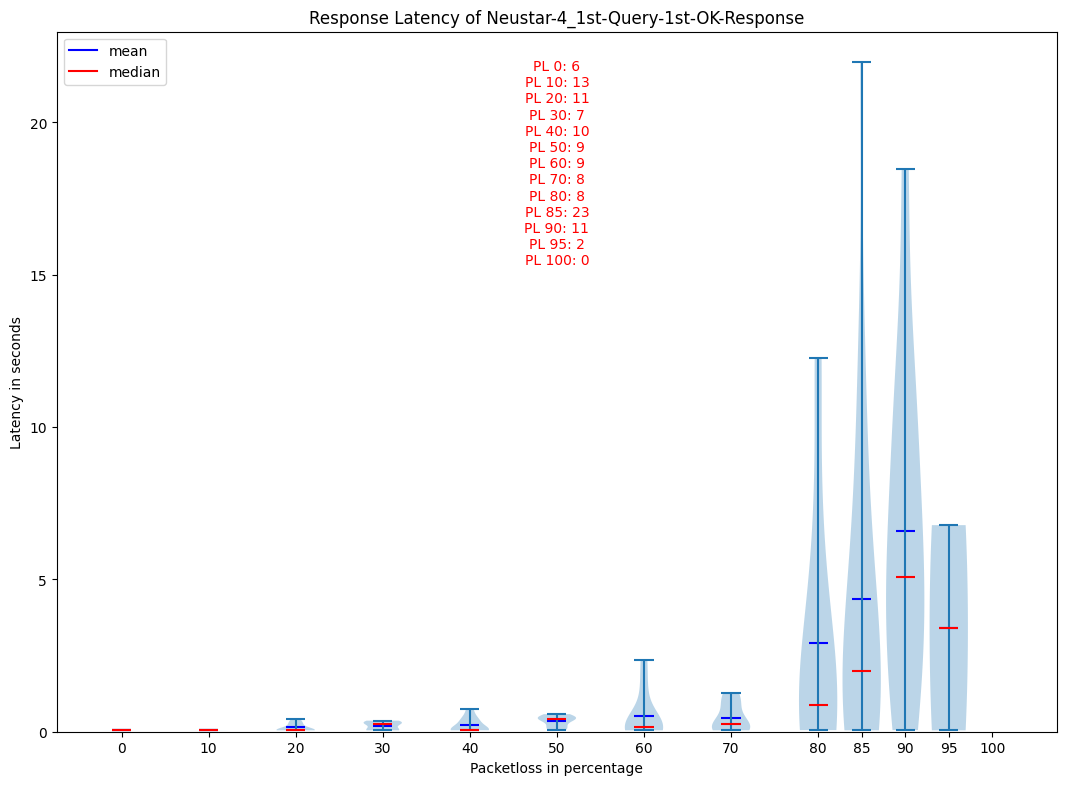 Response Latency of Neustar-4_1st-Query-1st-OK-Response
mean
median
PL 0: 6
PL 10: 13
PL 20: 11
PL 30: 7
PL 40: 10
PL 50: 9
PL 60: 9
PL 70: 8
PL 80: 8
PL 85: 23
PL 90: 11
PL 95: 2
PL 100: 0
Latency in seconds
20
15
10
5
0
0 10 20 30 40 50 60 70 80 85 90 95 100
Packetloss in percentage